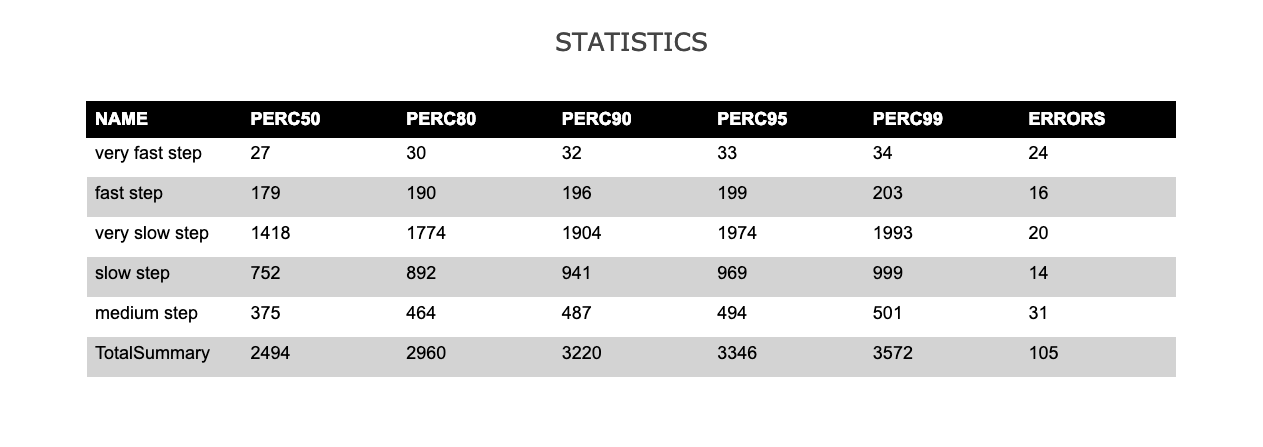 STATISTICS
NAME PERC50 PERC80 PERC90 PERC95 PERC99 ERRORS
very fast step 27 30 32 33 34 24
fast step 179 190 196 199 203 16
very slow step 1418 1774 1904 1974 1993 20
slow step 752 892 941 969 999 14
medium step 375 464 487 494 501 31
TotalSummary 2494 2960 3220 3346 3572 105